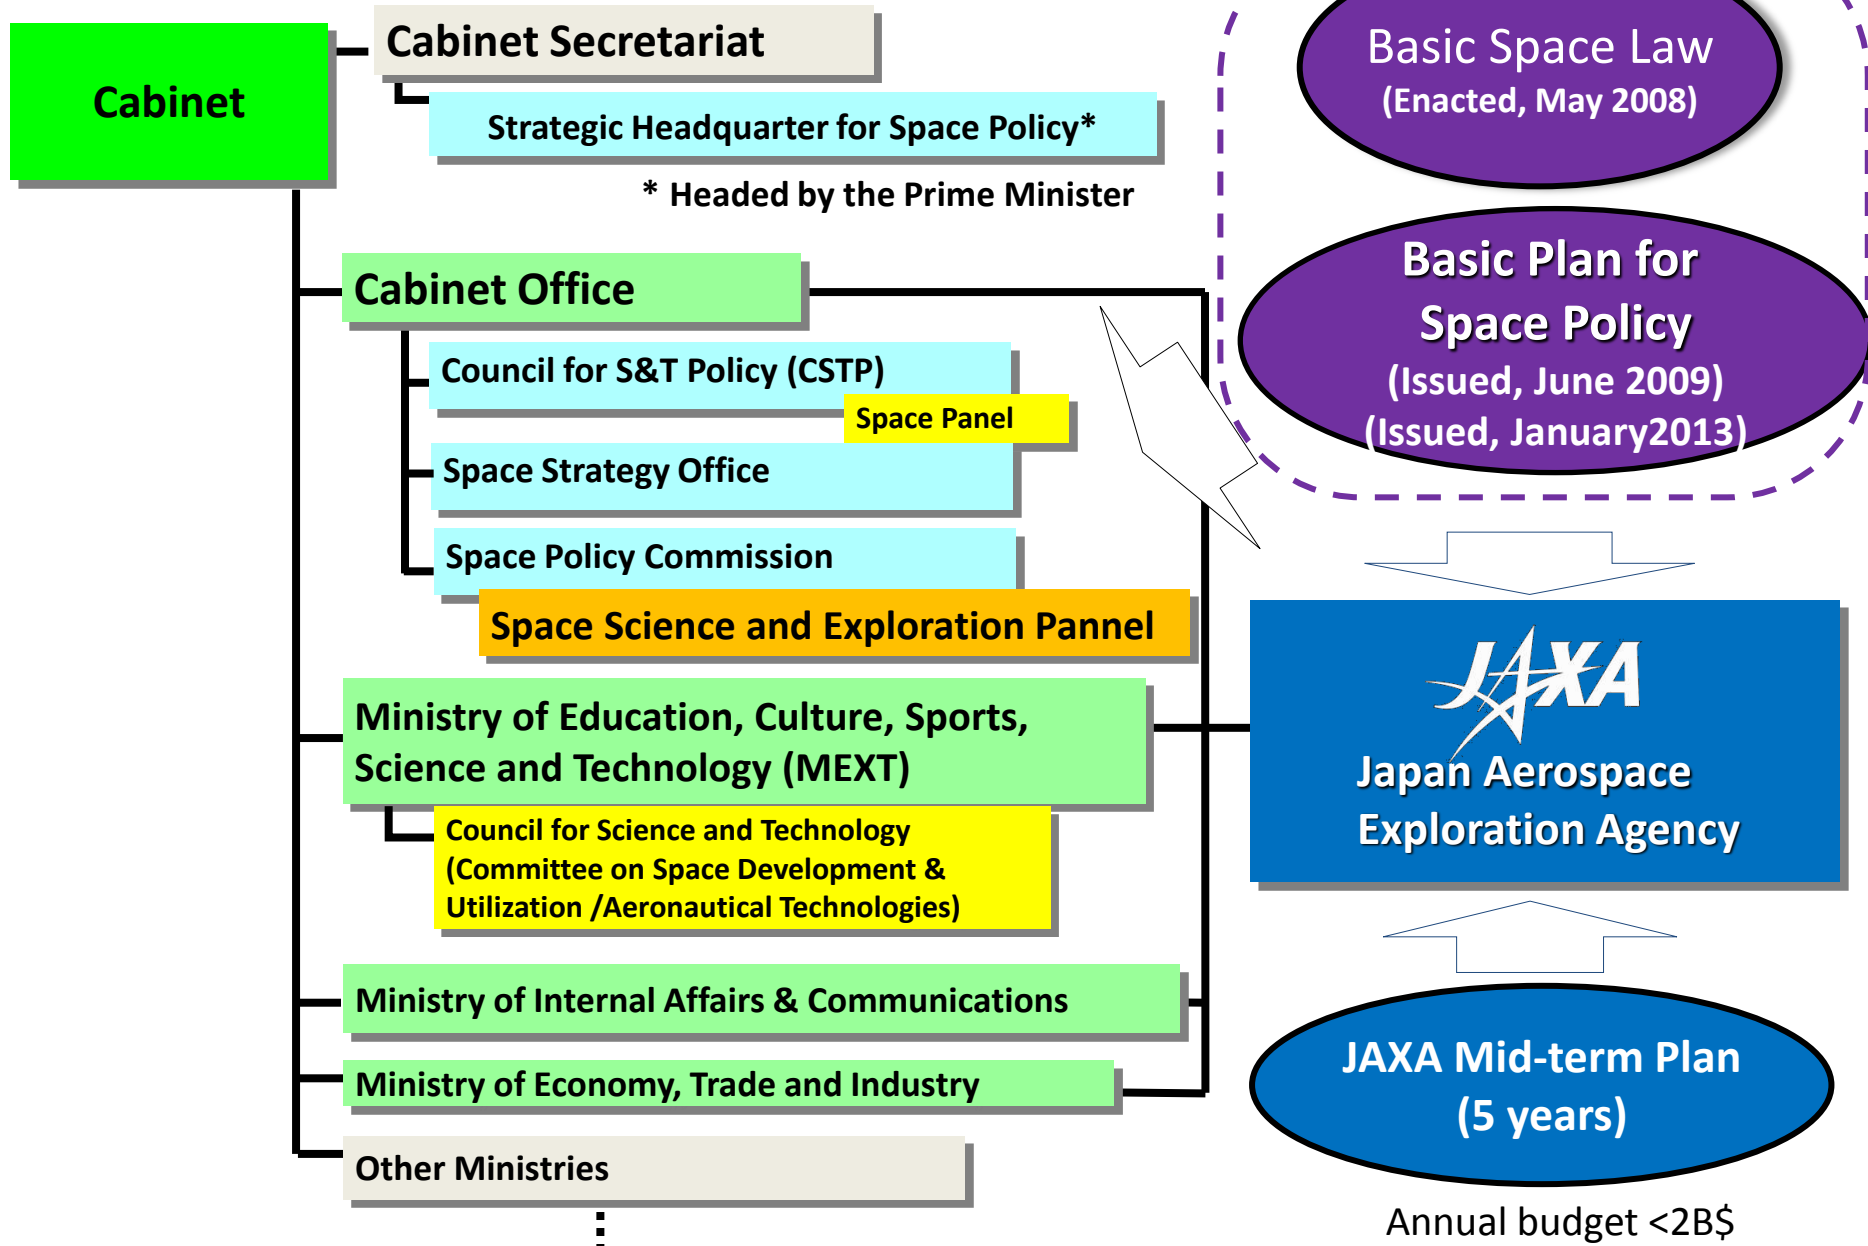 Cabinet
Cabinet Secretariat
Strategic Headquarter for Space Policy*
* Headed by the Prime Minister
Cabinet Office
Council for S&T Policy (CSTP)
Space Panel
Space Strategy Office
Space Policy Commission
Space Science and Exploration Pannel
Ministry of Education, Culture, Sports,
Science and Technology (MEXT)
Council for Science and Technology
(Committee on Space Development &
Utilization /Aeronautical Technologies)
Ministry of Internal Affairs & Communications
Ministry of Economy, Trade and Industry
Other Ministries
Basic Space Law
(Enacted, May 2008)
Basic Plan for
Space Policy
(Issued, June 2009)
(Issued, January2013)
JAXA
Japan Aerospace
Exploration Agency
JAXA Mid-term Plan
(5 years)
Annual budget <2B$